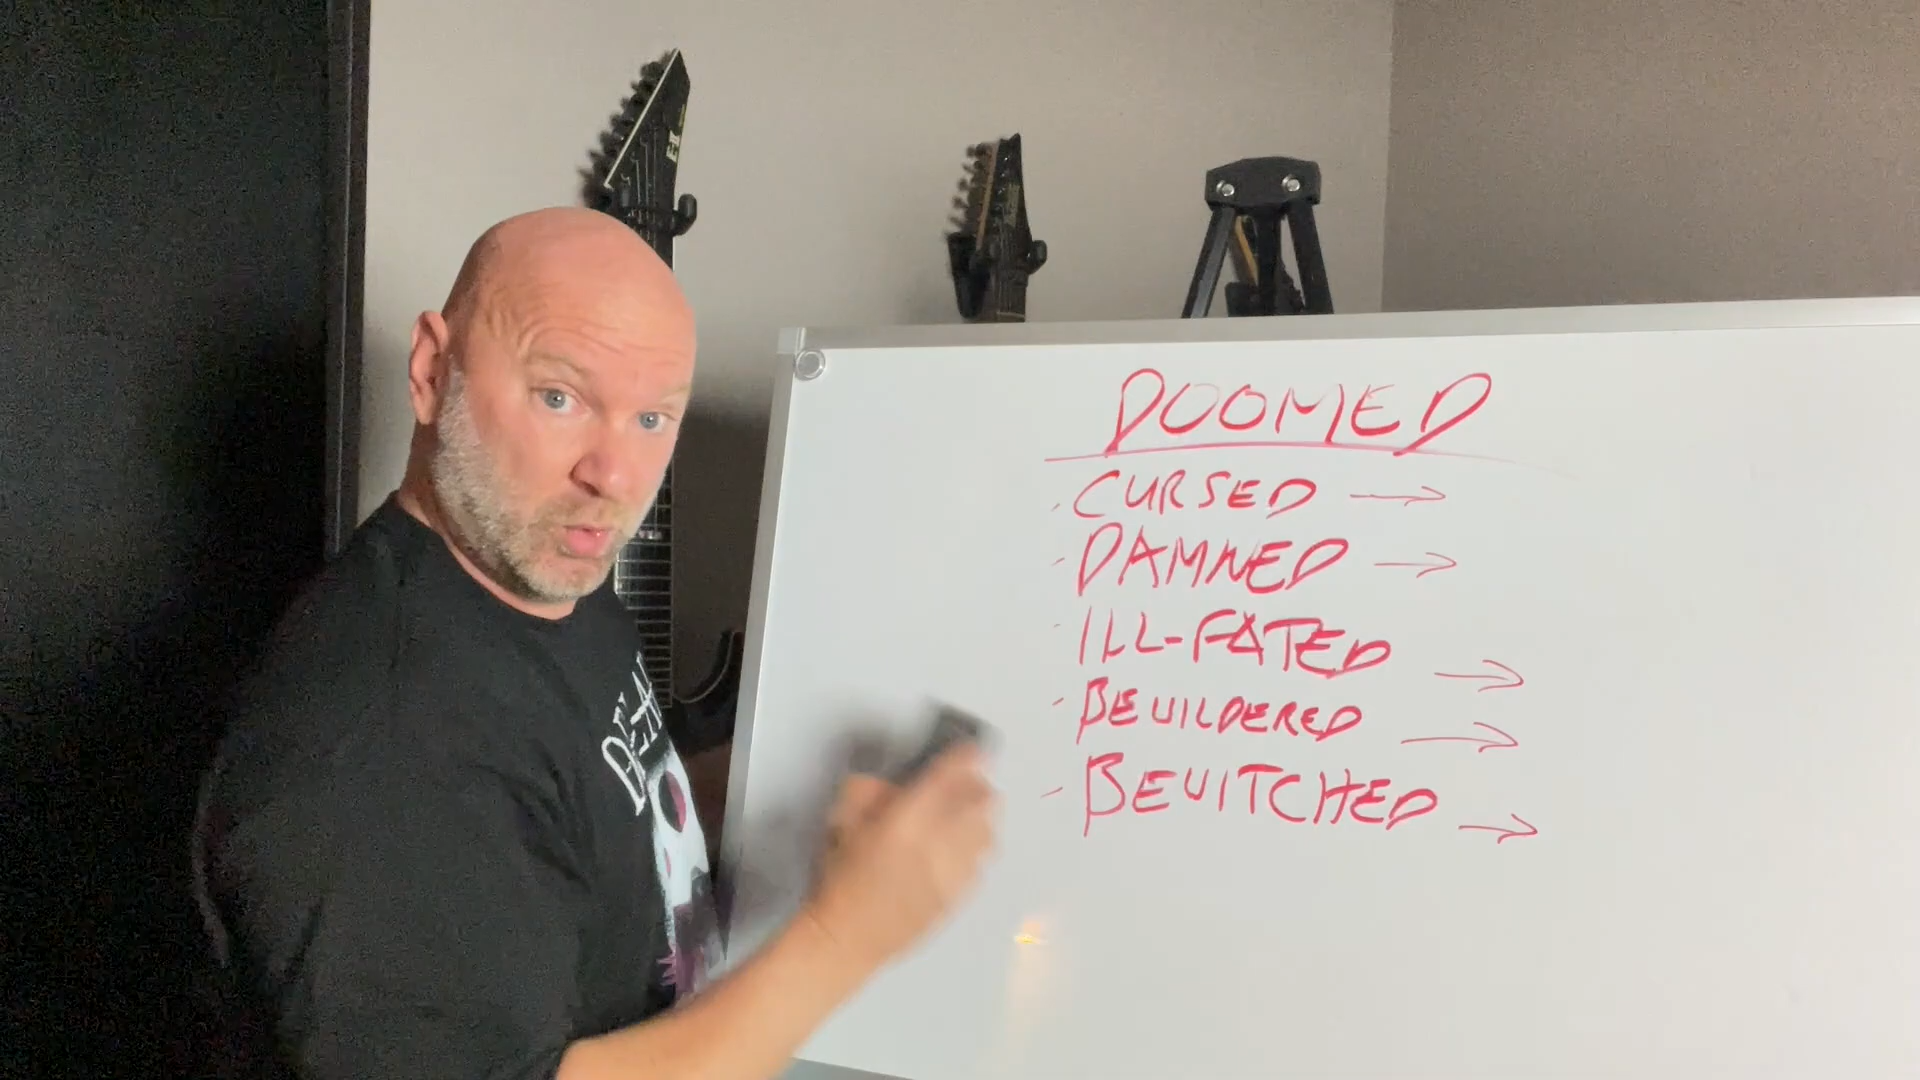 DOOMED
- CURSED →
- DAMNED →
- ILL-FATED →
- BEWILDERED →
- BEWITCHED →